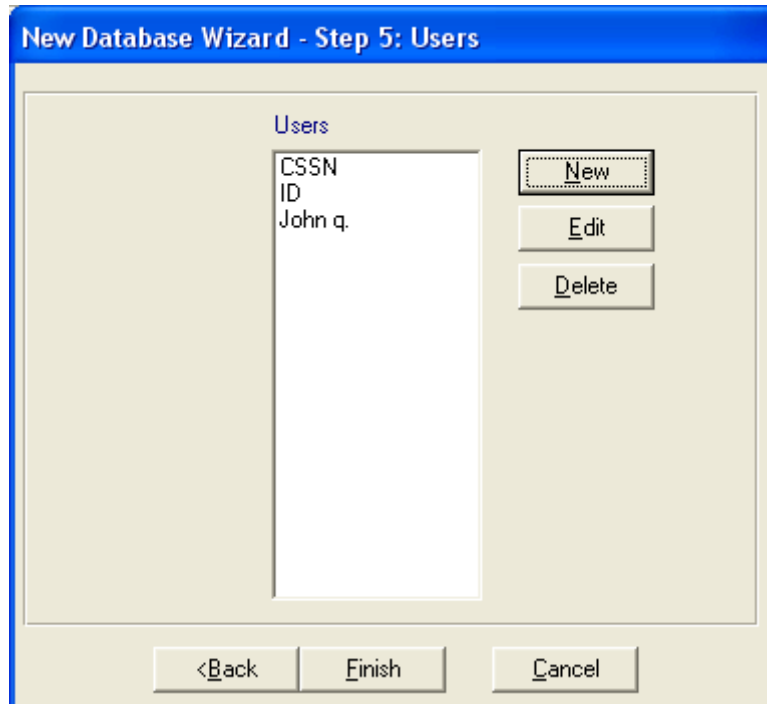 New Database Wizard - Step 5: Users
Users
CSSN
ID
John q.
New
Edit
Delete
<Back
Finish
Cancel